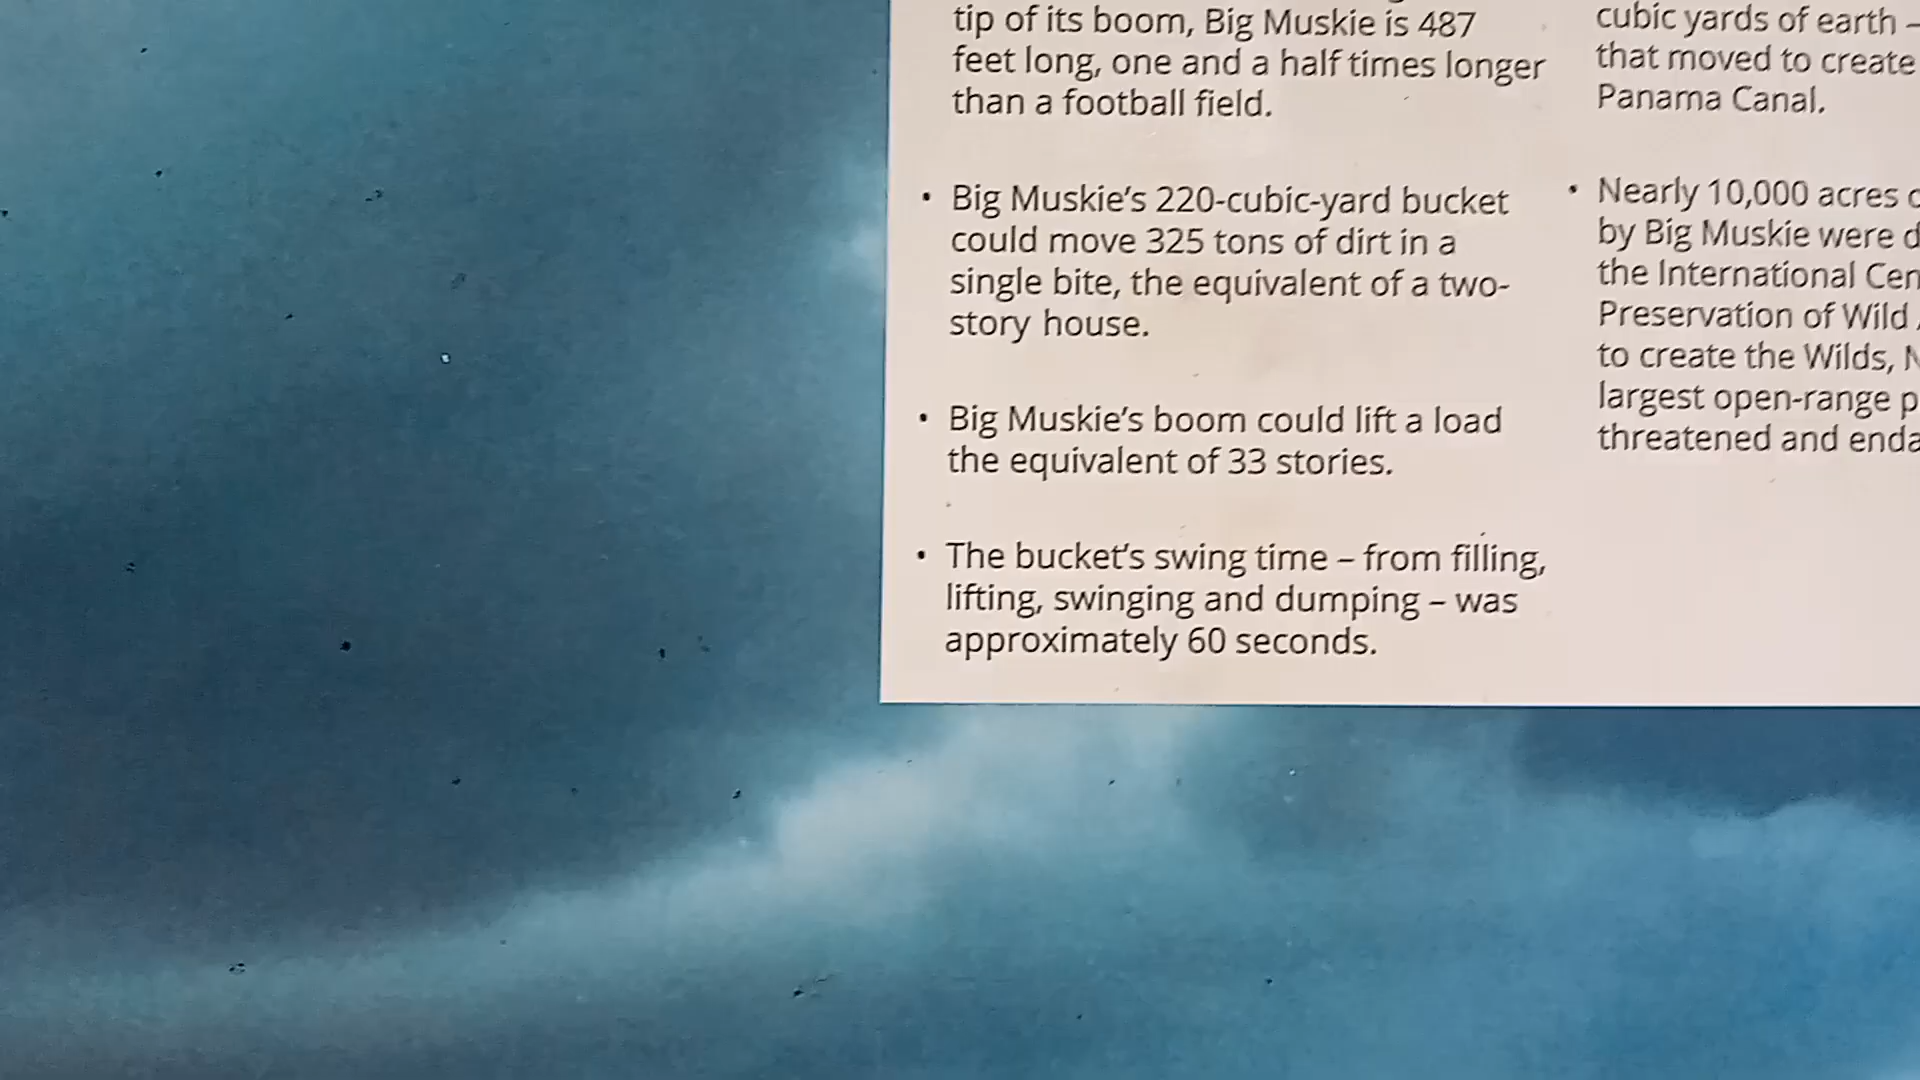 tip of its boom, Big Muskie is 487
feet long, one and a half times longer
than a football field.
• Big Muskie's 220-cubic-yard bucket
could move 325 tons of dirt in a
single bite, the equivalent of a two-
story house.
• Big Muskie's boom could lift a load
the equivalent of 33 stories.
• The bucket's swing time – from filling,
lifting, swinging and dumping – was
approximately 60 seconds.
cubic yards of earth –
that moved to create
Panama Canal.
• Nearly 10,000 acres
by Big Muskie were
the International
Preservation of Wild
to create the Wilds,
largest open-range
threatened and